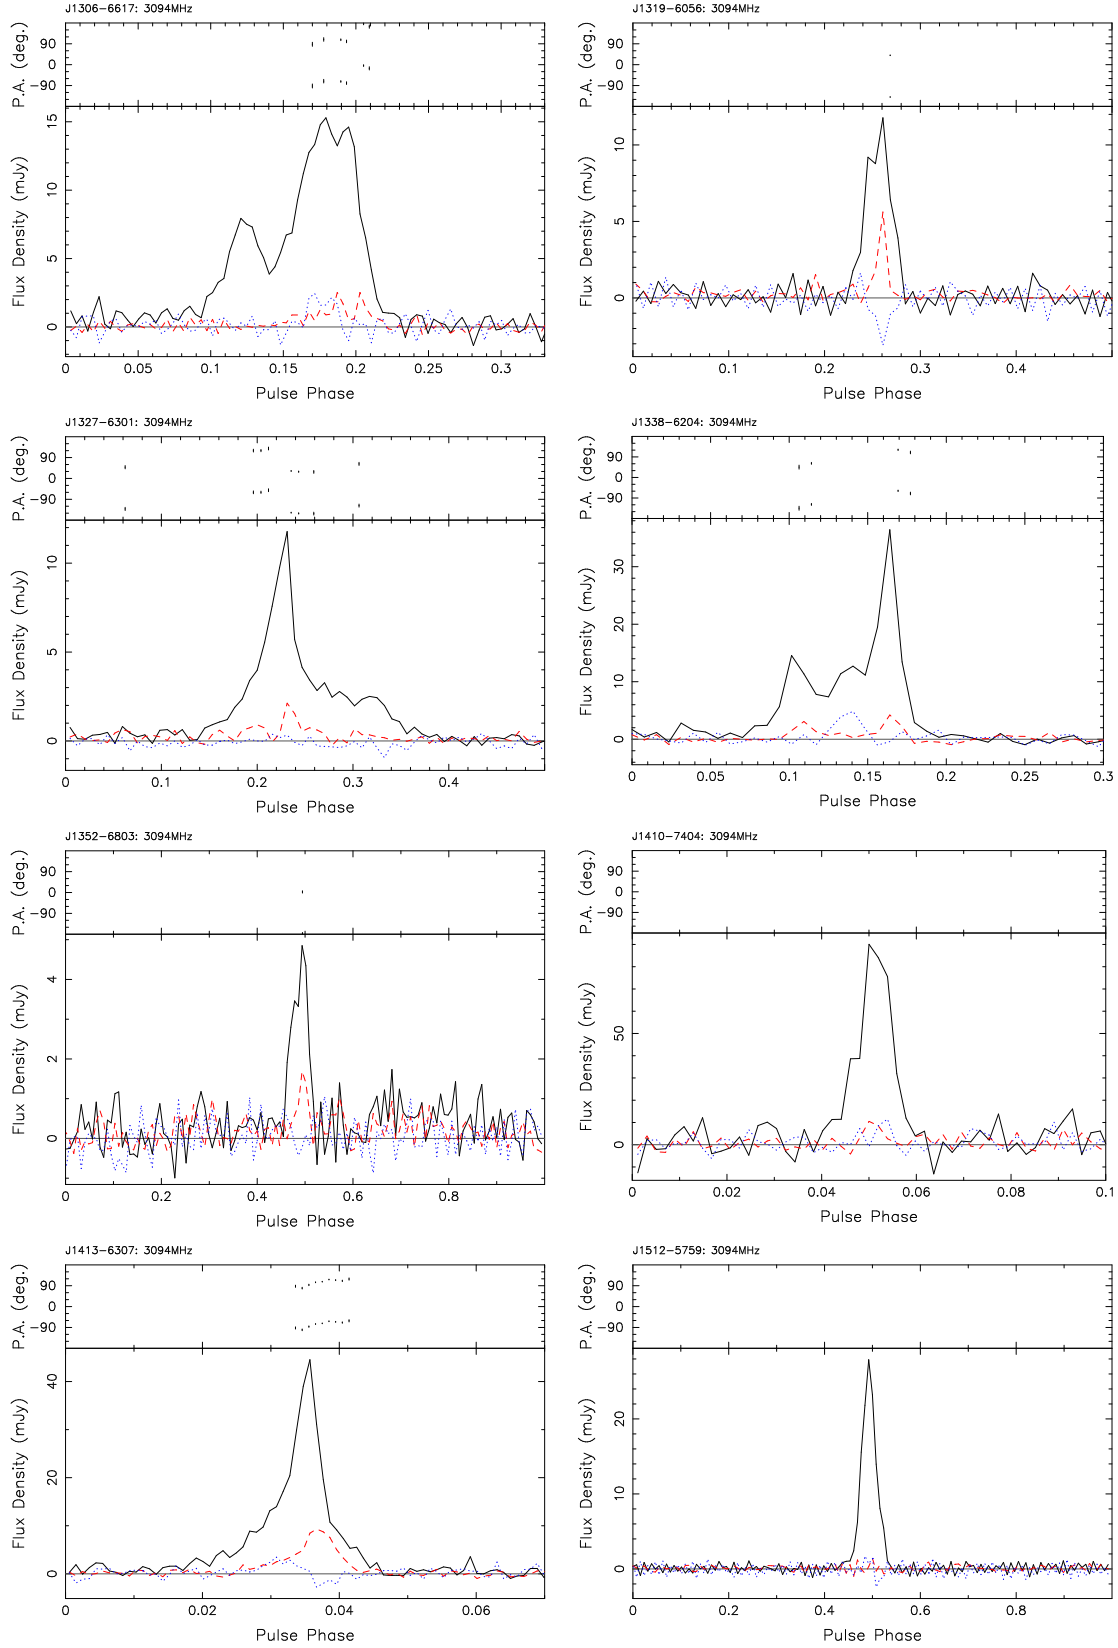 J1306−6617: 3094MHz
P.A. (deg.)
90
0
−90
Flux Density (mJy)
15
10
5
0
0 0.05 0.1 0.15 0.2 0.25 0.3
Pulse Phase
J1319−6056: 3094MHz
P.A. (deg.)
90
0
−90
Flux Density (mJy)
10
5
0
0 0.1 0.2 0.3 0.4
Pulse Phase
J1327−6301: 3094MHz
P.A. (deg.)
90
0
−90
Flux Density (mJy)
10
5
0
0 0.1 0.2 0.3 0.4
Pulse Phase
J1338−6204: 3094MHz
P.A. (deg.)
90
0
−90
Flux Density (mJy)
30
20
10
0
0 0.05 0.1 0.15 0.2 0.25 0.3
Pulse Phase
J1352−6803: 3094MHz
P.A. (deg.)
90
0
−90
Flux Density (mJy)
4
2
0
0 0.2 0.4 0.6 0.8
Pulse Phase
J1410−7404: 3094MHz
P.A. (deg.)
90
0
−90
Flux Density (mJy)
50
0
0 0.02 0.04 0.06 0.08 0.1
Pulse Phase
J1413−6307: 3094MHz
P.A. (deg.)
90
0
−90
Flux Density (mJy)
40
20
0
0 0.02 0.04 0.06
Pulse Phase
J1512−5759: 3094MHz
P.A. (deg.)
90
0
−90
Flux Density (mJy)
20
10
0
0 0.2 0.4 0.6 0.8
Pulse Phase